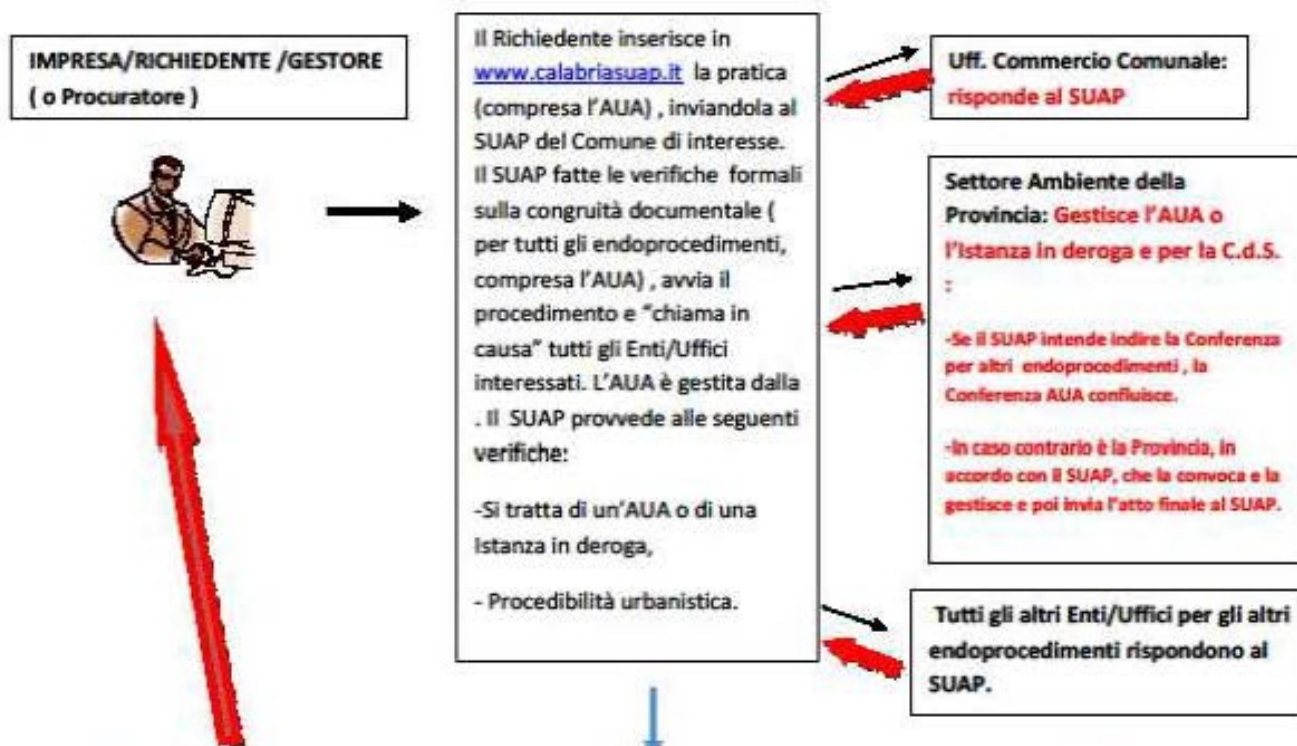 IMPRESA/RICHIEDENTE /GESTORE
( o Procuratore )
Il Richiedente inserisce in
www.calabriasuap.it la pratica
(compresa l'AUA) , inviandola al
SUAP del Comune di interesse.
Il SUAP fatte le verifiche formali
sulla congruità documentale (
per tutti gli endoprocedimenti,
compresa l'AUA) , avvia il
procedimento e "chiama in
causa" tutti gli Enti/Uffici
interessati. L'AUA è gestita dalla
. Il SUAP provvede alle seguenti
verifiche:
-Si tratta di un'AUA o di una
Istanza in deroga,
- Procedibilità urbanistica.
Uff. Commercio Comunale:
risponde al SUAP
Settore Ambiente della
Provincia: Gestisce l'AUA o
l'Istanza in deroga e per la C.d.S.
:
-Se il SUAP intende indire la Conferenza
per altri endoprocedimenti , la
Conferenza AUA confluisce.
-In caso contrario è la Provincia, in
accordo con il SUAP, che la convoca e la
gestisce e poi invia l'atto finale al SUAP.
Tutti gli altri Enti/Uffici per gli altri
endoprocedimenti rispondono al
SUAP.